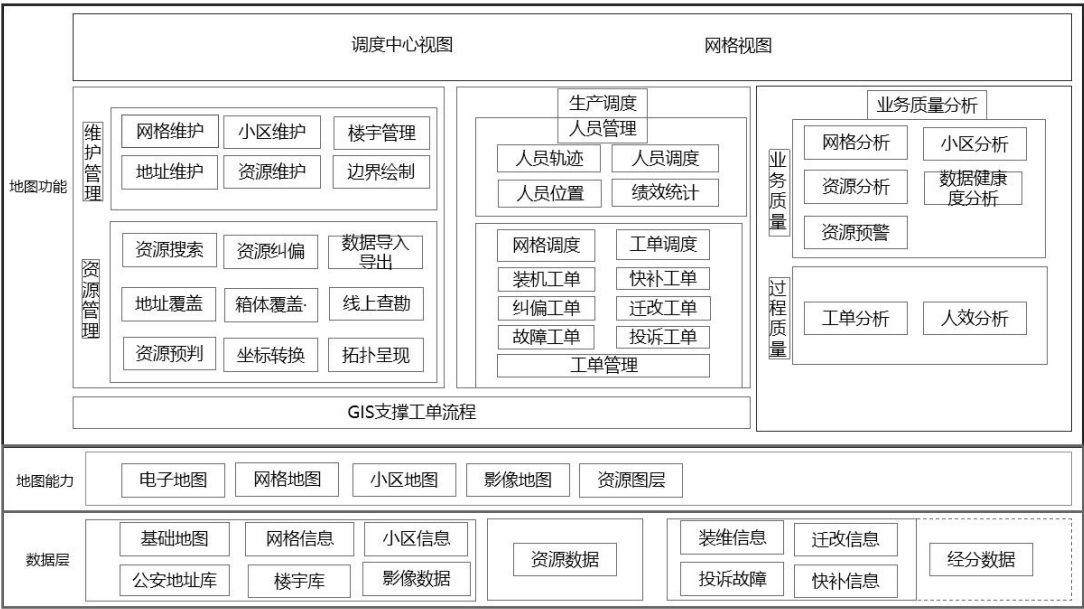 调度中心视图
网格视图
地图功能
维护管理
网格维护
小区维护
楼宇管理
地址维护
资源维护
边界绘制
资源管理
资源搜索
资源纠偏
数据导入
导出
地址覆盖
箱体覆盖·
线上查勘
资源预判
坐标转换
拓扑呈现
生产调度
人员管理
人员轨迹
人员调度
人员位置
绩效统计
网格调度
工单调度
装机工单
快补工单
纠偏工单
迁改工单
故障工单
投诉工单
工单管理
业务质量分析
业务质量
网格分析
小区分析
资源分析
数据健康
度分析
资源预警
过程质量
工单分析
人效分析
GIS支撑工单流程
地图能力
电子地图
网格地图
小区地图
影像地图
资源图层
数据层
基础地图
网格信息
小区信息
公安地址库
楼宇库
影像数据
资源数据
装维信息
迁改信息
投诉故障
快补信息
经分数据